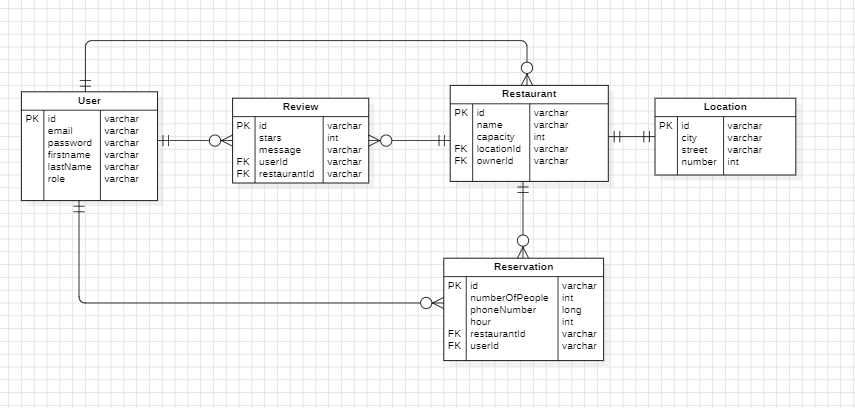 User
PK id varchar
email varchar
password varchar
firstname varchar
lastName varchar
role varchar
Review
PK id varchar
stars int
message varchar
FK userId varchar
FK restaurantId varchar
Restaurant
PK id varchar
name varchar
capacity int
FK locationId varchar
FK ownerId varchar
Location
PK id varchar
city varchar
street varchar
number int
Reservation
PK id varchar
numberOfPeople int
phoneNumber long
hour int
FK restaurantId varchar
FK userId varchar